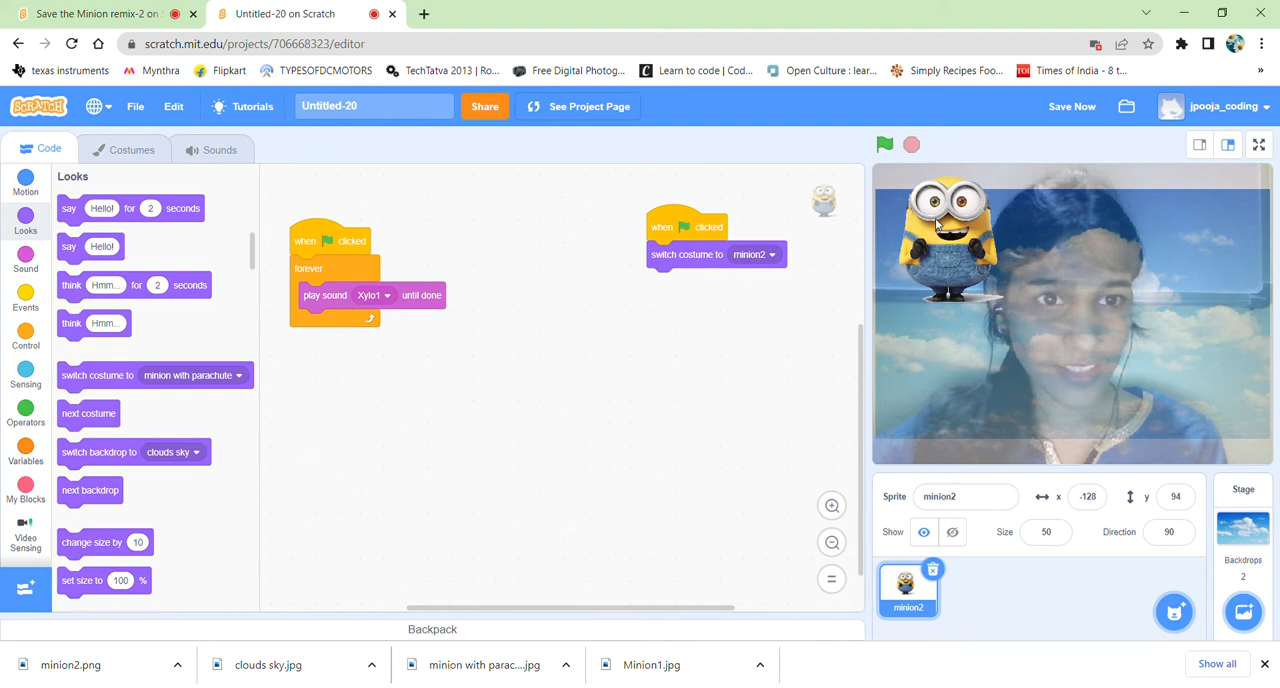 Save the Minion remix-2 on
Untitled-20 on Scratch
scratch.mit.edu/projects/706668323/editor
texas instruments
Mynthra
Flipkart
TYPESOFDCMOTORS
TechTatva 2013 | Ro...
Free Digital Photog...
Learn to code | Cod...
Open Culture : lear...
Simply Recipes Foo...
TOI Times of India - 8 t...
»
SCRATCH
File
Edit
Tutorials
Untitled-20
Share
See Project Page
Save Now
jpooja_coding
Code
Costumes
Sounds
Motion
Looks
Sound
Events
Control
Sensing
Operators
Variables
My Blocks
Video
Sensing
Looks
say Hello! for 2 seconds
say Hello!
think Hmm... for 2 seconds
think Hmm...
switch costume to minion with parachute
next costume
switch backdrop to clouds sky
next backdrop
change size by 10
set size to 100 %
when clicked
forever
play sound Xylo1 until done
when clicked
switch costume to minion2
Sprite minion2 x -128 y 94
Show Size 50 Direction 90
minion2
Stage
Backdrops
2
Backpack
minion2.png
clouds sky.jpg
minion with parac....jpg
Minion1.jpg
Show all